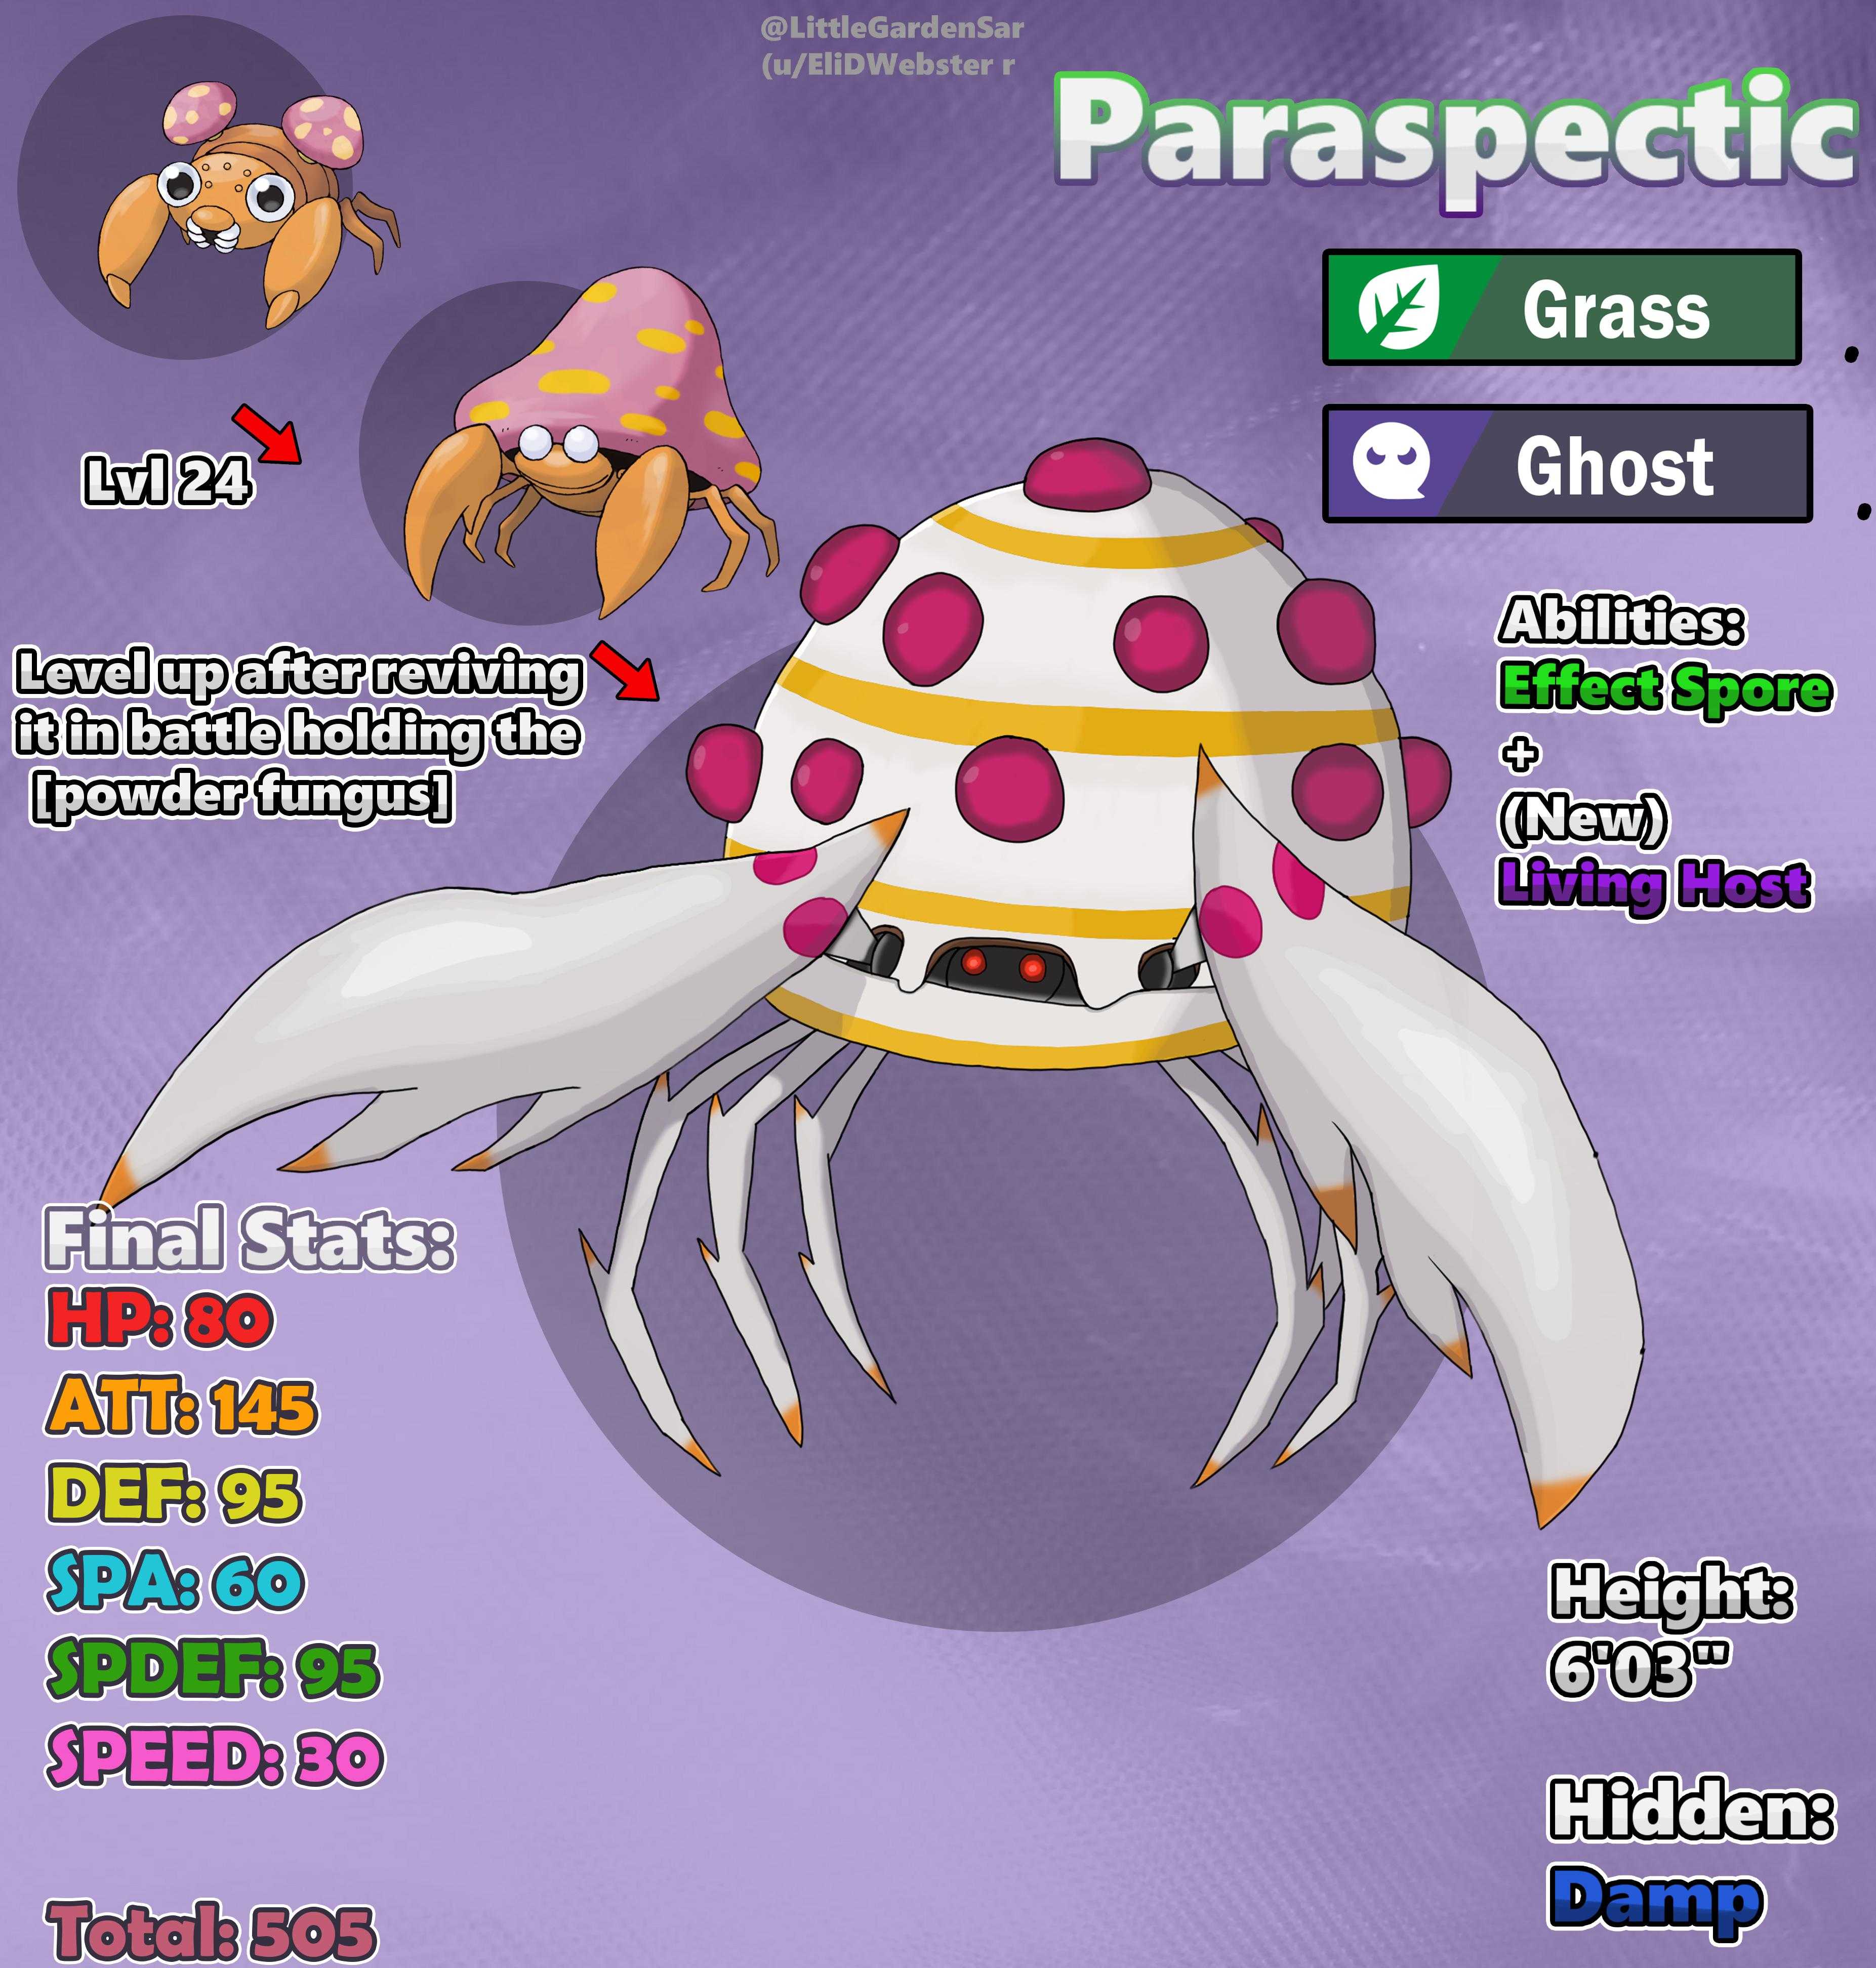 @LittleGardenSar
(u/EliDWebster r
Paraspectic
Grass
Ghost
Lvl 24
Level up after reviving
it in battle holding the
[powder fungus]
Abilities:
Effect Spore
+
(New)
Living Host
Final Stats:
HP: 80
ATT: 145
DEF: 95
SPA: 60
SPDEF: 95
SPEED: 30
Total: 505
Height:
6'03"
Hidden:
Damp